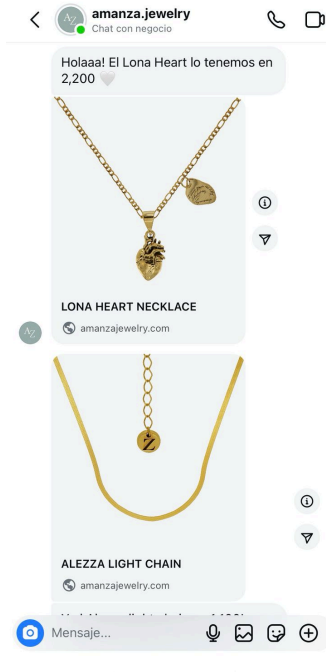 amanza.jewelry
Chat con negocio
Holaaa! El Lona Heart lo tenemos en
2,200 🤍
LONA HEART NECKLACE
amanzajewelry.com
Z
ALEZZA LIGHT CHAIN
amanzajewelry.com
Mensaje...